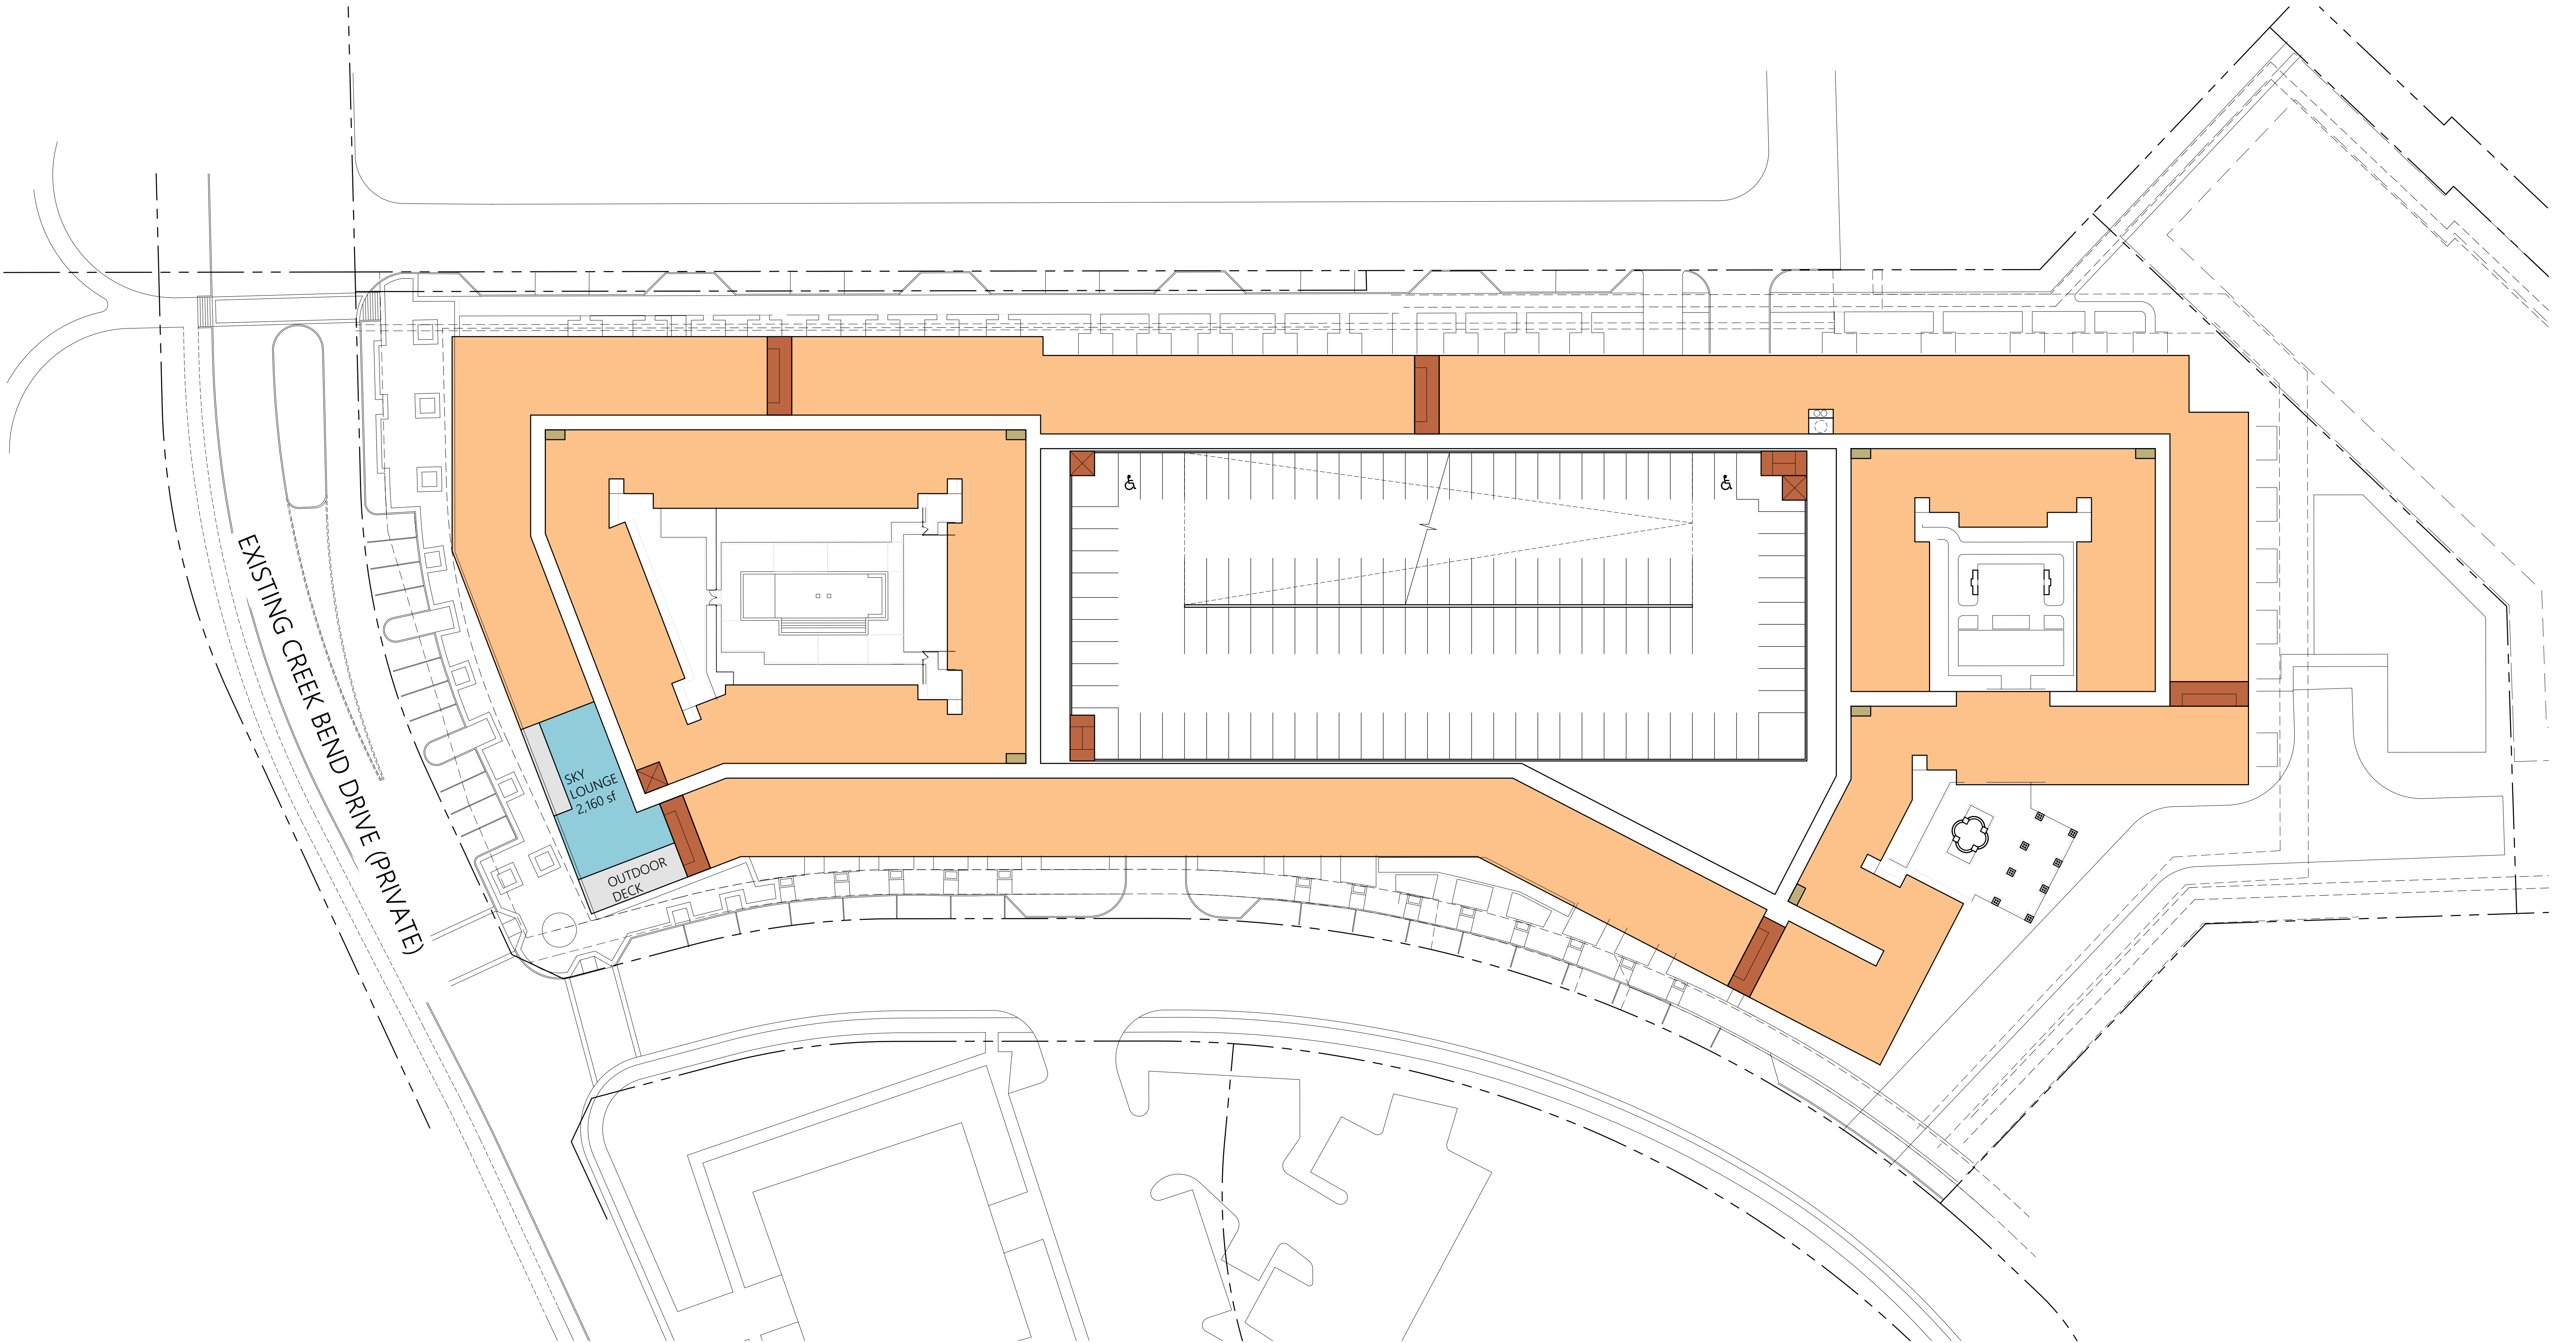 EXISTING CREEK BEND DRIVE (PRIVATE)
SKY
LOUNGE
2,160 sf
OUTDOOR
DECK